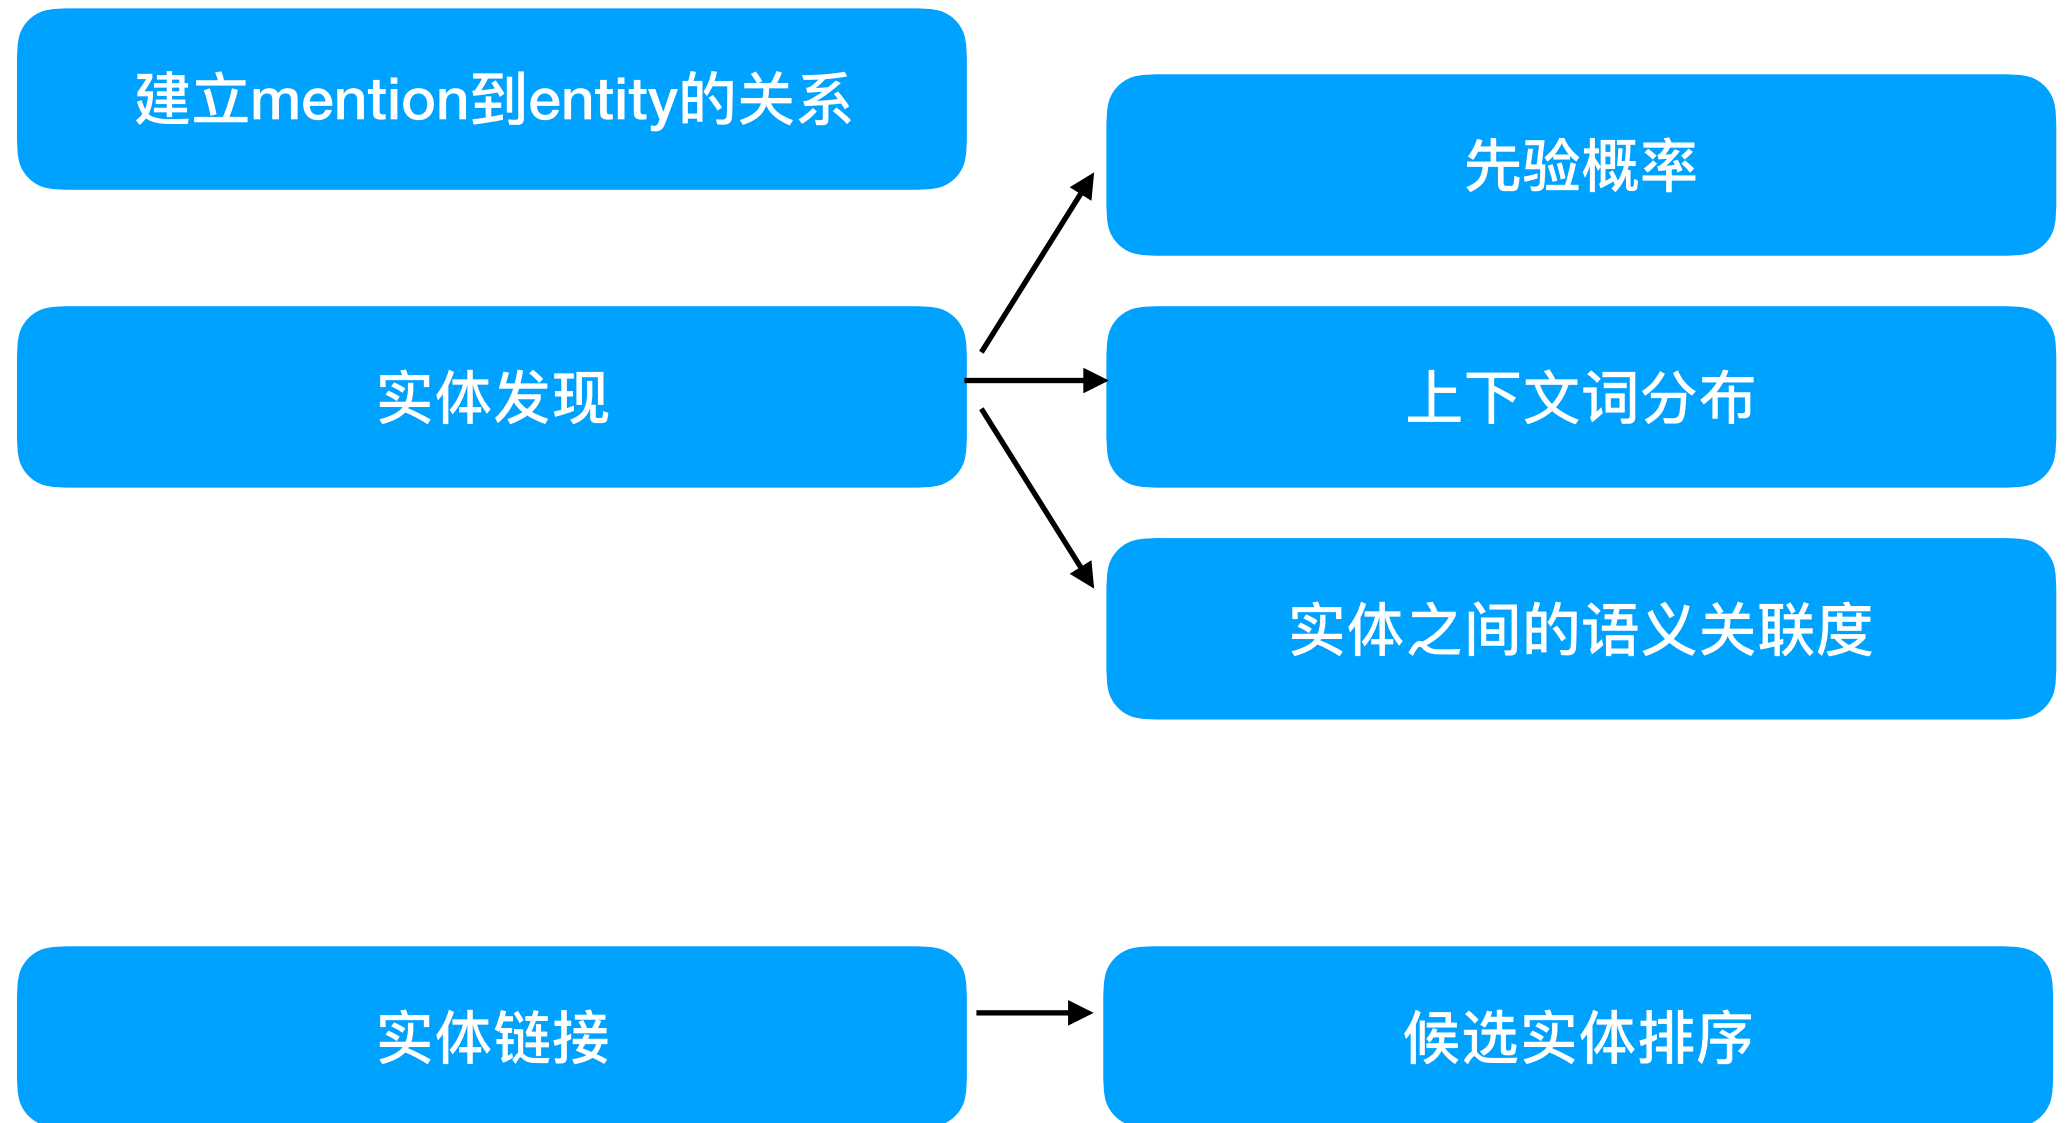 建立mention到entity的关系
先验概率
实体发现
上下文词分布
实体之间的语义关联度
实体链接
候选实体排序